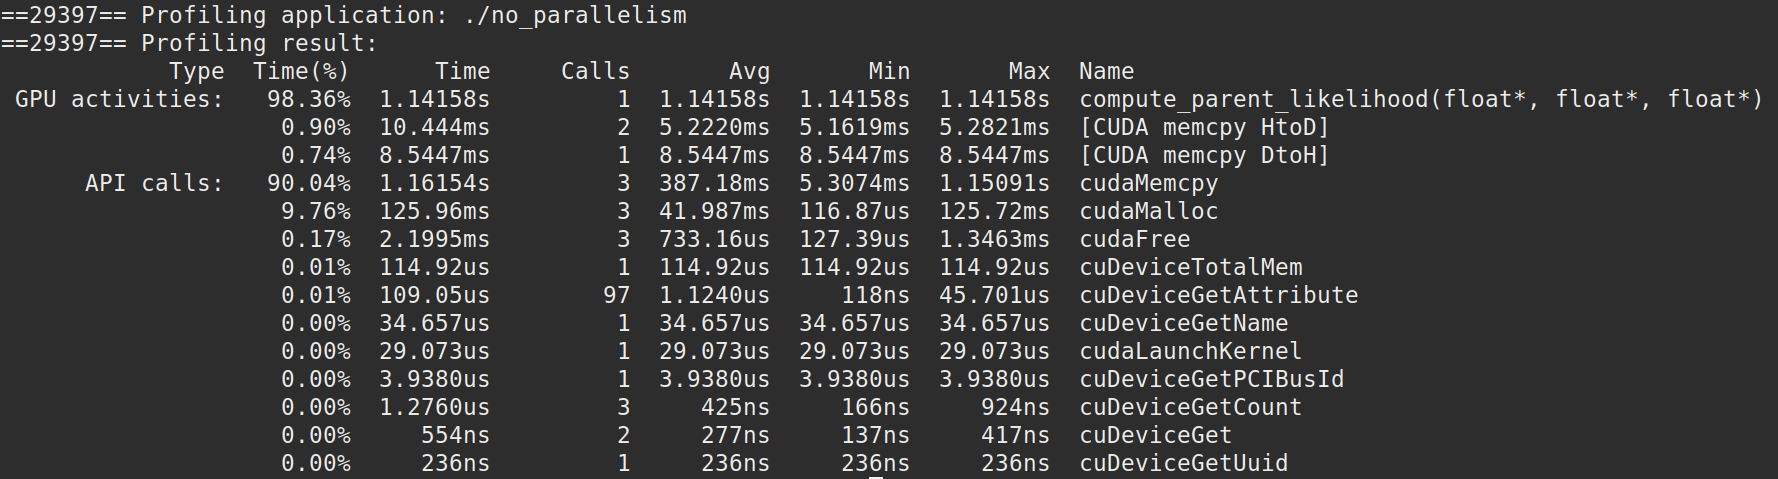 ==29397== Profiling application: ./no_parallelism
==29397== Profiling result:
            Type  Time(%)      Time     Calls       Avg       Min       Max  Name
 GPU activities:   98.36%  1.14158s         1  1.14158s  1.14158s  1.14158s  compute_parent_likelihood(float*, float*, float*)
                    0.90%  10.444ms         2  5.2220ms  5.1619ms  5.2821ms  [CUDA memcpy HtoD]
                    0.74%  8.5447ms         1  8.5447ms  8.5447ms  8.5447ms  [CUDA memcpy DtoH]
      API calls:   90.04%  1.16154s         3  387.18ms  5.3074ms  1.15091s  cudaMemcpy
                    9.76%  125.96ms         3  41.987ms  116.87us  125.72ms  cudaMalloc
                    0.17%  2.1995ms         3  733.16us  127.39us  1.3463ms  cudaFree
                    0.01%  114.92us         1  114.92us  114.92us  114.92us  cuDeviceTotalMem
                    0.01%  109.05us        97  1.1240us     118ns  45.701us  cuDeviceGetAttribute
                    0.00%  34.657us         1  34.657us  34.657us  34.657us  cuDeviceGetName
                    0.00%  29.073us         1  29.073us  29.073us  29.073us  cudaLaunchKernel
                    0.00%  3.9380us         1  3.9380us  3.9380us  3.9380us  cuDeviceGetPCIBusId
                    0.00%  1.2760us         3     425ns     166ns     924ns  cuDeviceGetCount
                    0.00%     554ns         2     277ns     137ns     417ns  cuDeviceGet
                    0.00%     236ns         1     236ns     236ns     236ns  cuDeviceGetUuid